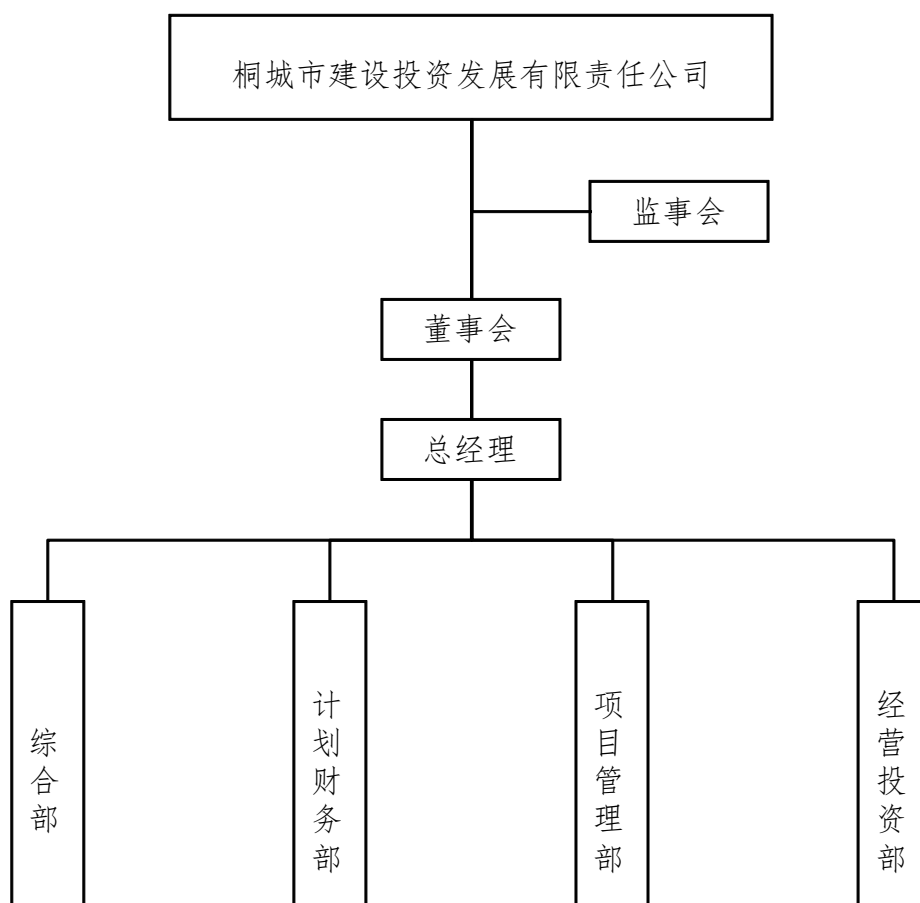 桐城市建设投资发展有限责任公司
监事会
董事会
总经理
综合部
计划财务部
项目管理部
经营投资部